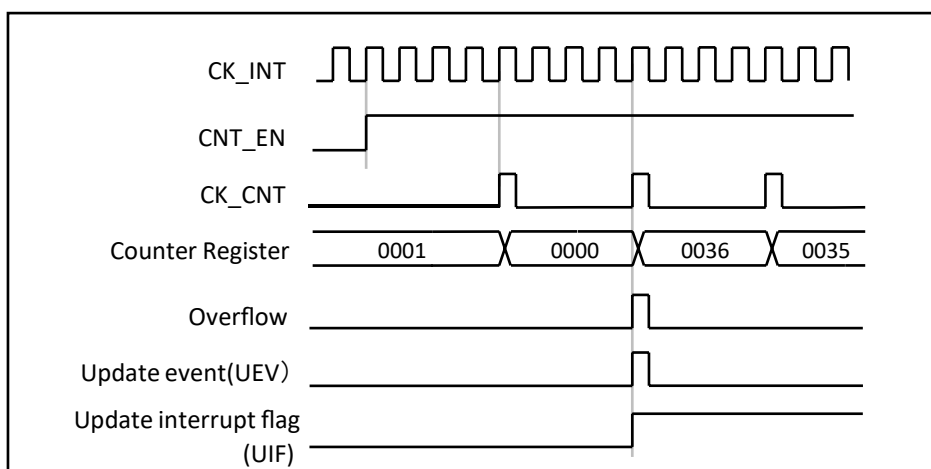 CK_INT
CNT_EN
CK_CNT
Counter Register 0001 0000 0036 0035
Overflow
Update event(UEV）
Update interrupt flag
(UIF)